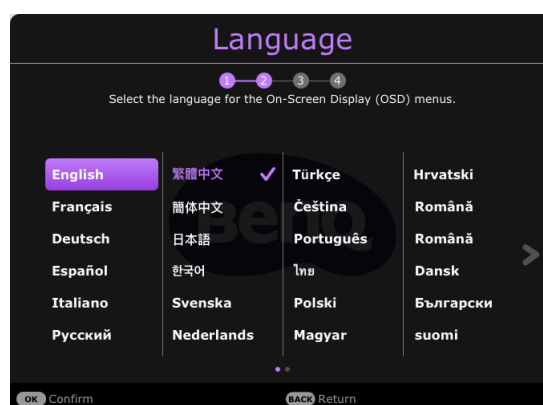 Language
1 2 3 4
Select the language for the On-Screen Display (OSD) menus.
English
Français
Deutsch
Español
Italiano
Русский
繁體中文
簡体中文
日本語
한국어
Svenska
Nederlands
Türkçe
Čeština
Português
ไทย
Polski
Magyar
Hrvatski
Română
Română
Dansk
Български
suomi
BenQ
OK Confirm
BACK Return